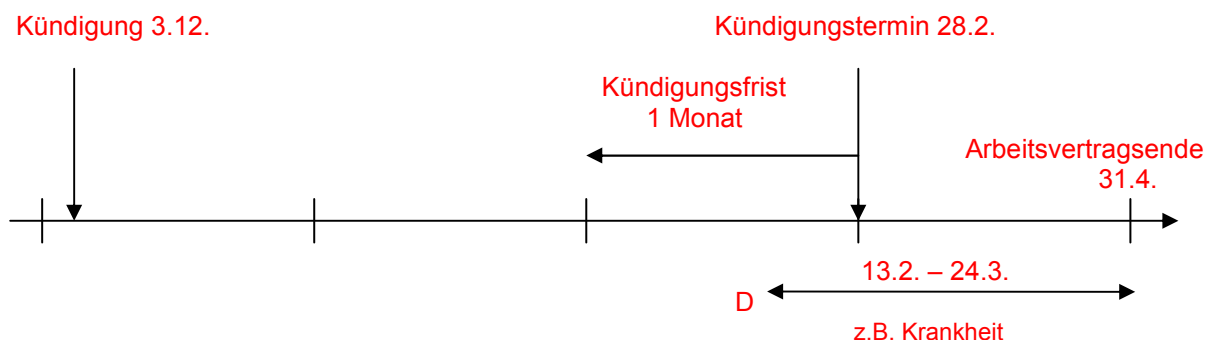 Kündigung 3.12.
Kündigungstermin 28.2.
Kündigungsfrist
1 Monat
Arbeitsvertragsende
31.4.
13.2. – 24.3.
D
z.B. Krankheit